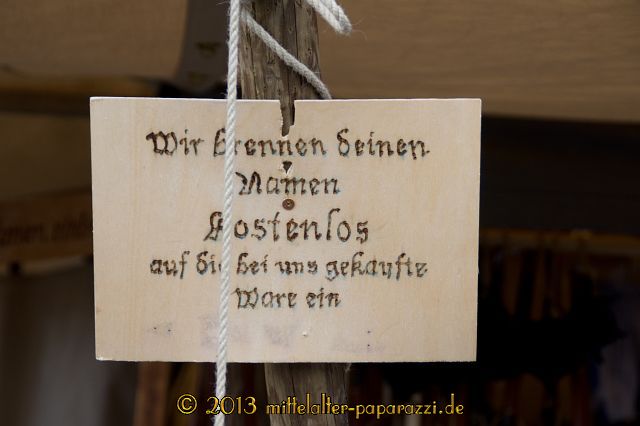 Wir brennen deinen
Namen
Kostenlos
auf die bei uns gekaufte
Ware ein
© 2013 mittelalter-paparazzi.de